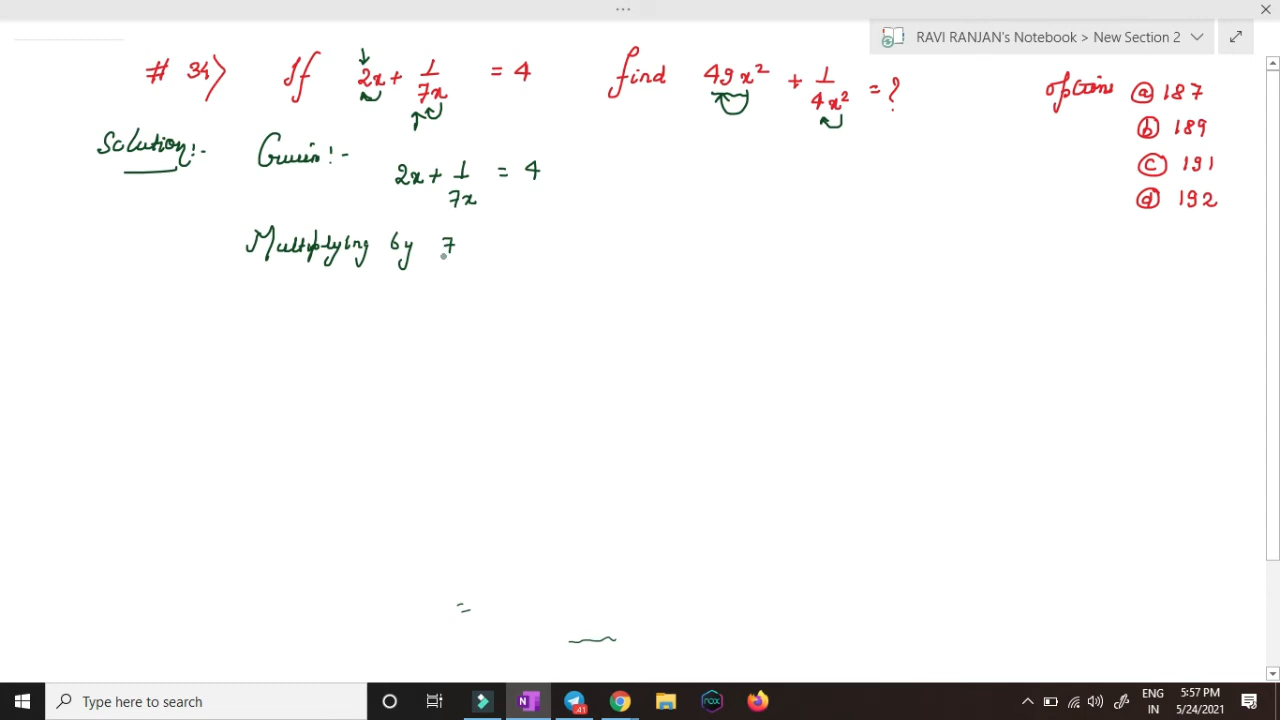 RAVI RANJAN's Notebook > New Section 2
# 34) If 2x + 1/7x = 4 find 49x² + 1/4x² = ?
options (a) 187
(b) 189
(c) 191
(d) 192
Solution:- Given:-
2x + 1/7x = 4
Multiplying by 7
=
Type here to search
41
nox
ENG
IN
5:57 PM
5/24/2021